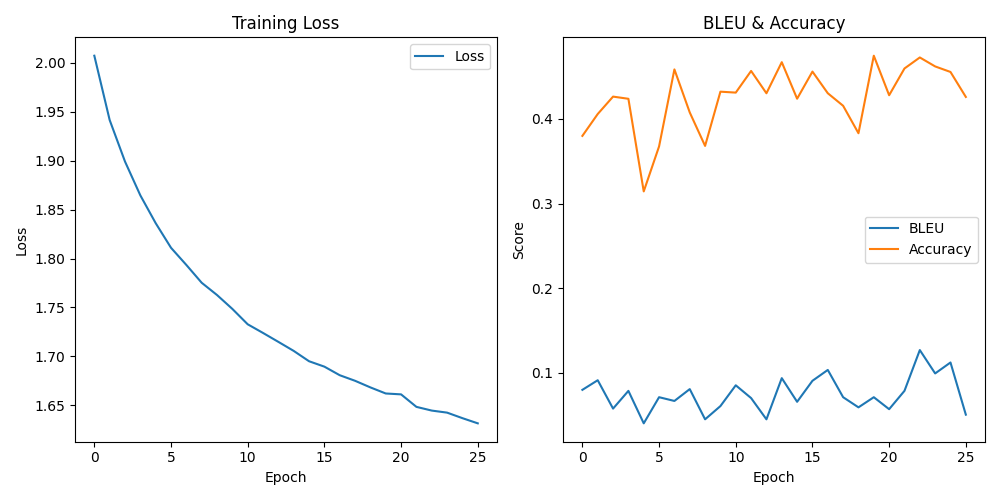 Training Loss
Loss
2.00
1.95
1.90
1.85
1.80
1.75
1.70
1.65
Loss
0 5 10 15 20 25
Epoch
BLEU & Accuracy
0.4
0.3
0.2
0.1
Score
BLEU
Accuracy
0 5 10 15 20 25
Epoch